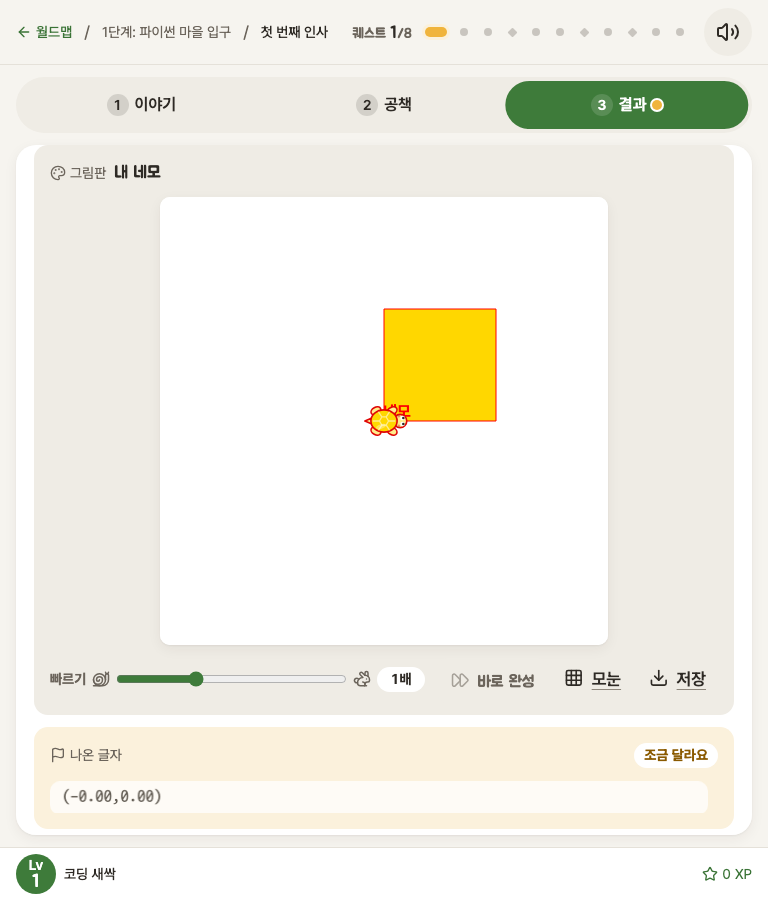 월드맵 / 1단계: 파이썬 마을 입구 / 첫 번째 인사 퀘스트 1/8
1 이야기 2 공책 3 결과
그림판 내 네모
네모
빠르기 1배 바로 완성 모눈 저장
나온 글자 조금 달라요
(-0.00,0.00)
Lv
1
코딩 새싹 0 XP